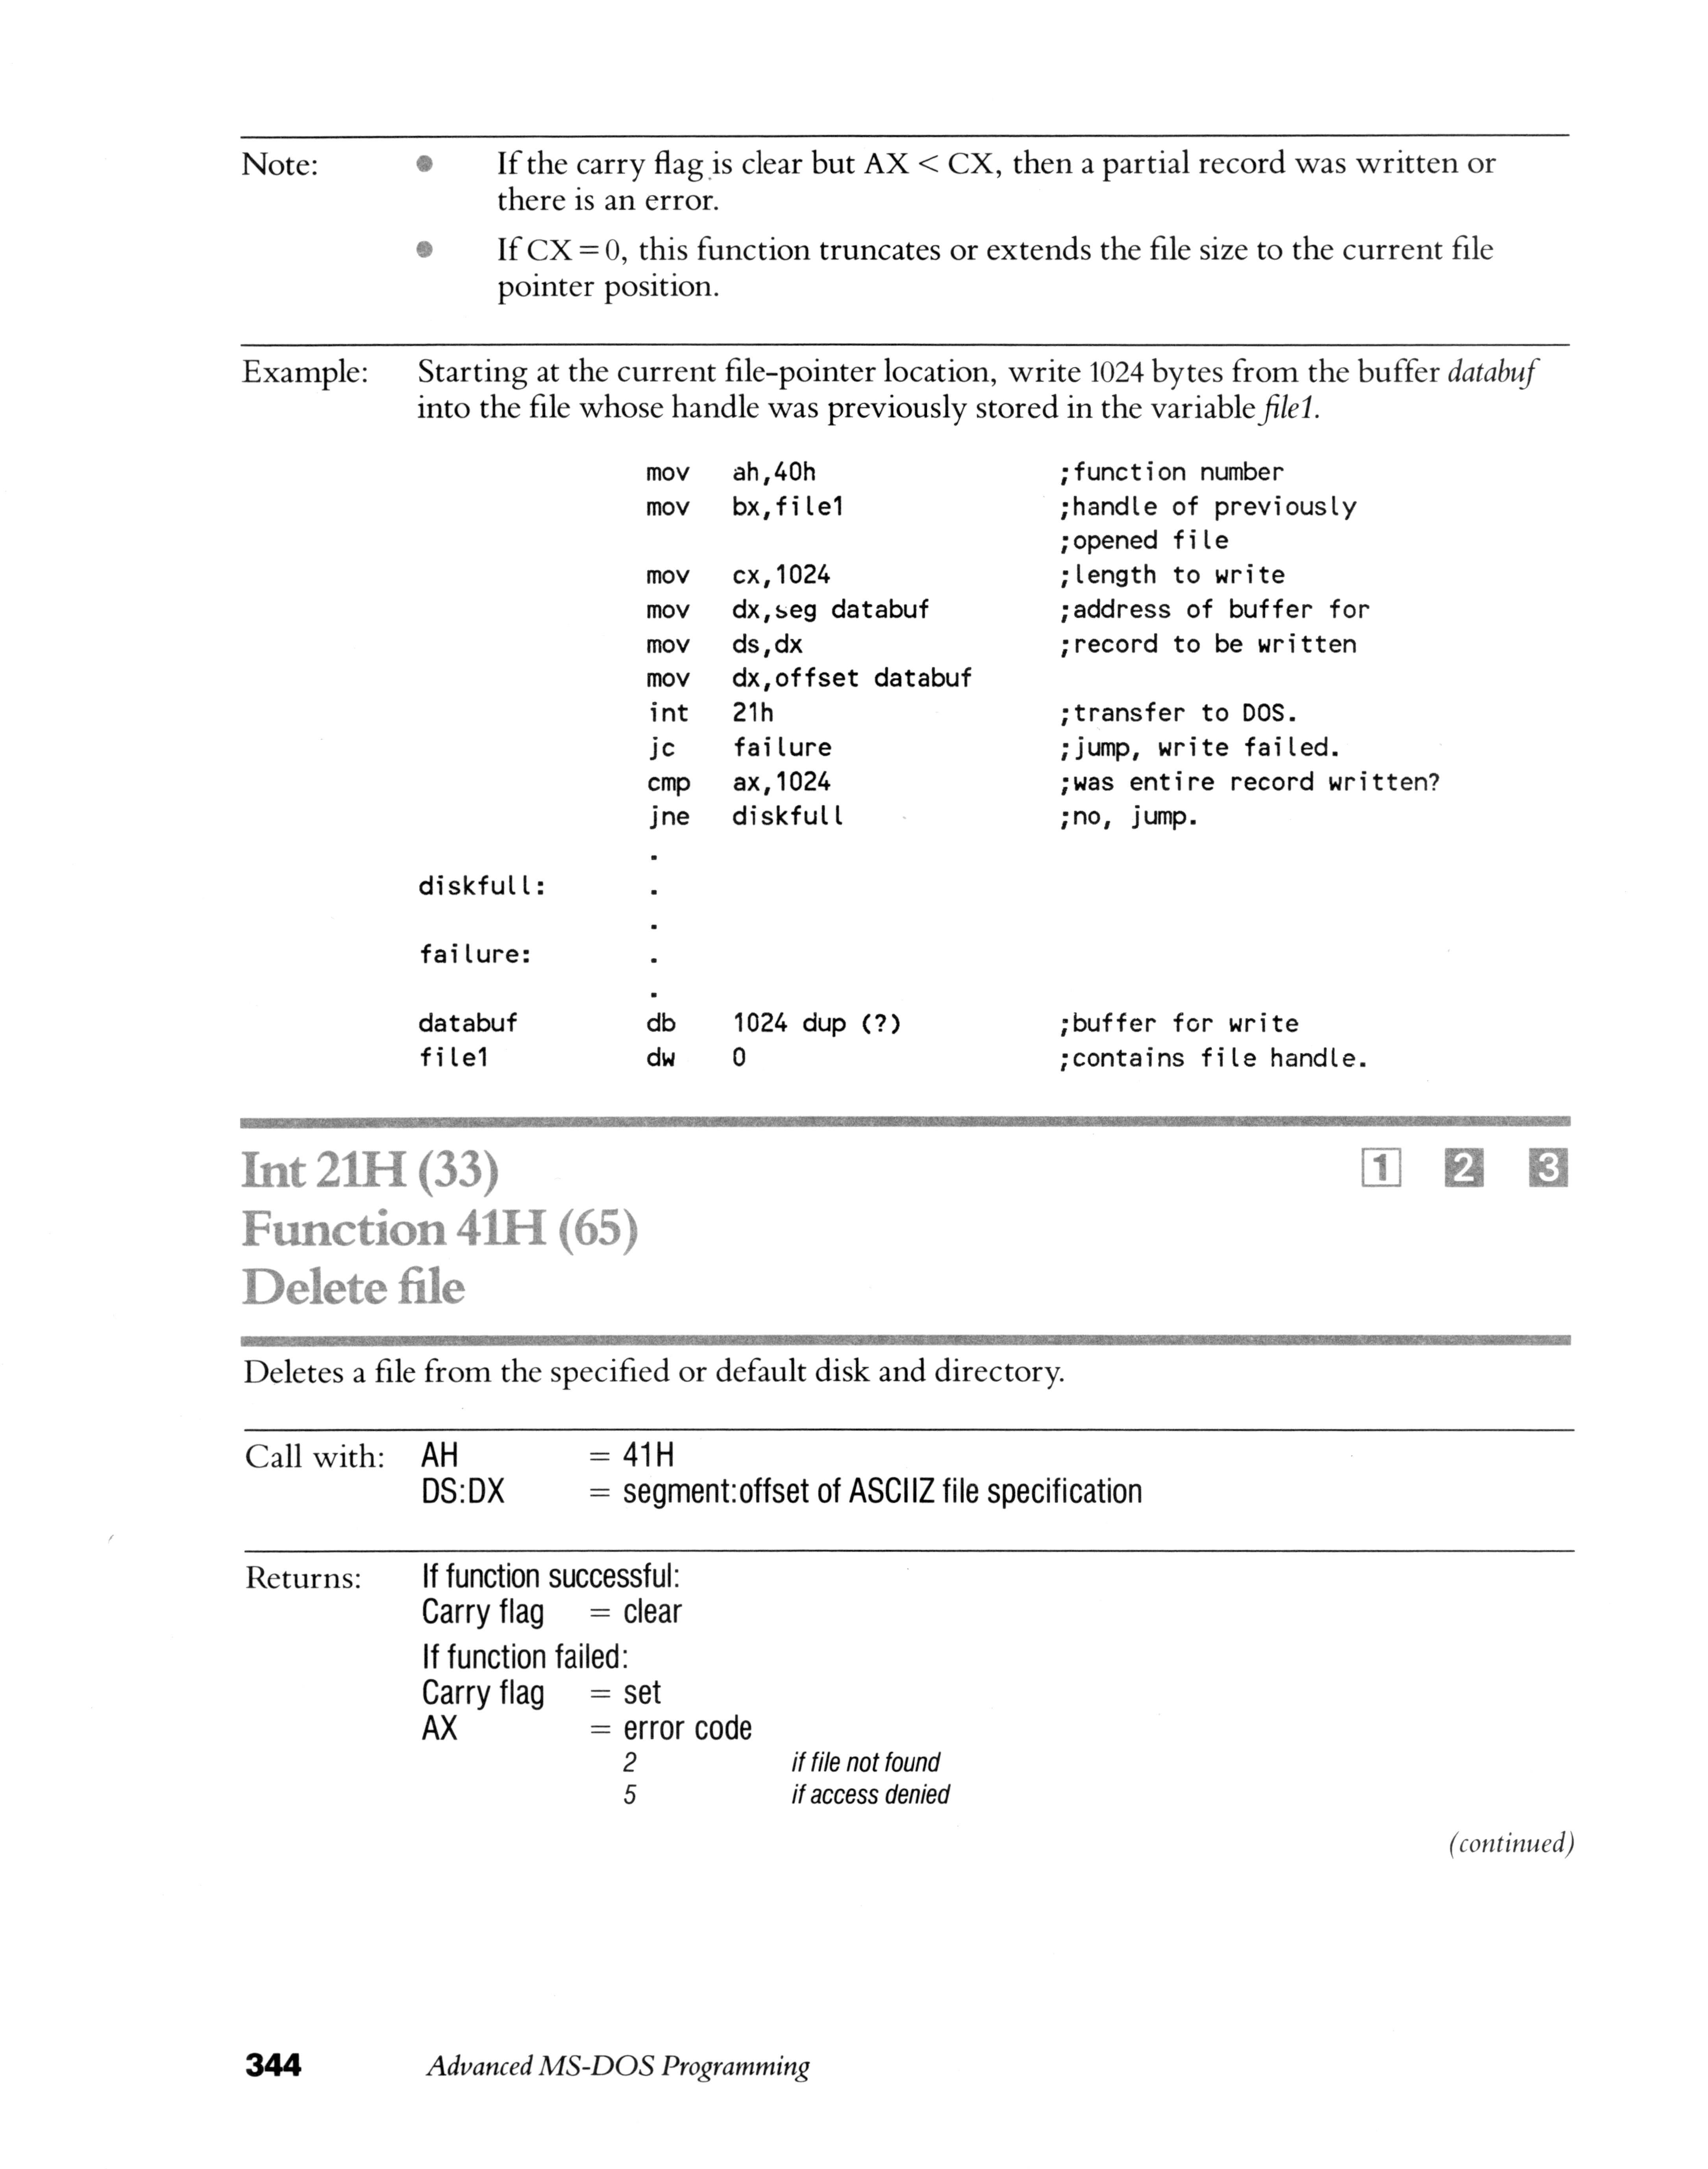 Note: ● If the carry flag is clear but AX < CX, then a partial record was written or
there is an error.
● If CX = 0, this function truncates or extends the file size to the current file
pointer position.
Example: Starting at the current file-pointer location, write 1024 bytes from the buffer databuf
into the file whose handle was previously stored in the variable file1.
mov ah,40h ;function number
mov bx,file1 ;handle of previously
;opened file
mov cx,1024 ;length to write
mov dx,seg databuf ;address of buffer for
mov ds,dx ;record to be written
mov dx,offset databuf
int 21h ;transfer to DOS.
jc failure ;jump, write failed.
cmp ax,1024 ;was entire record written?
jne diskfull ;no, jump.
.
diskfull: .
.
failure: .
.
databuf db 1024 dup (?) ;buffer for write
file1 dw 0 ;contains file handle.
Int 21H (33) 1 2 3
Function 41H (65)
Delete file
Deletes a file from the specified or default disk and directory.
Call with: AH = 41H
DS:DX = segment:offset of ASCIIZ file specification
Returns: If function successful:
Carry flag = clear
If function failed:
Carry flag = set
AX = error code
2 if file not found
5 if access denied
(continued)
344 Advanced MS-DOS Programming